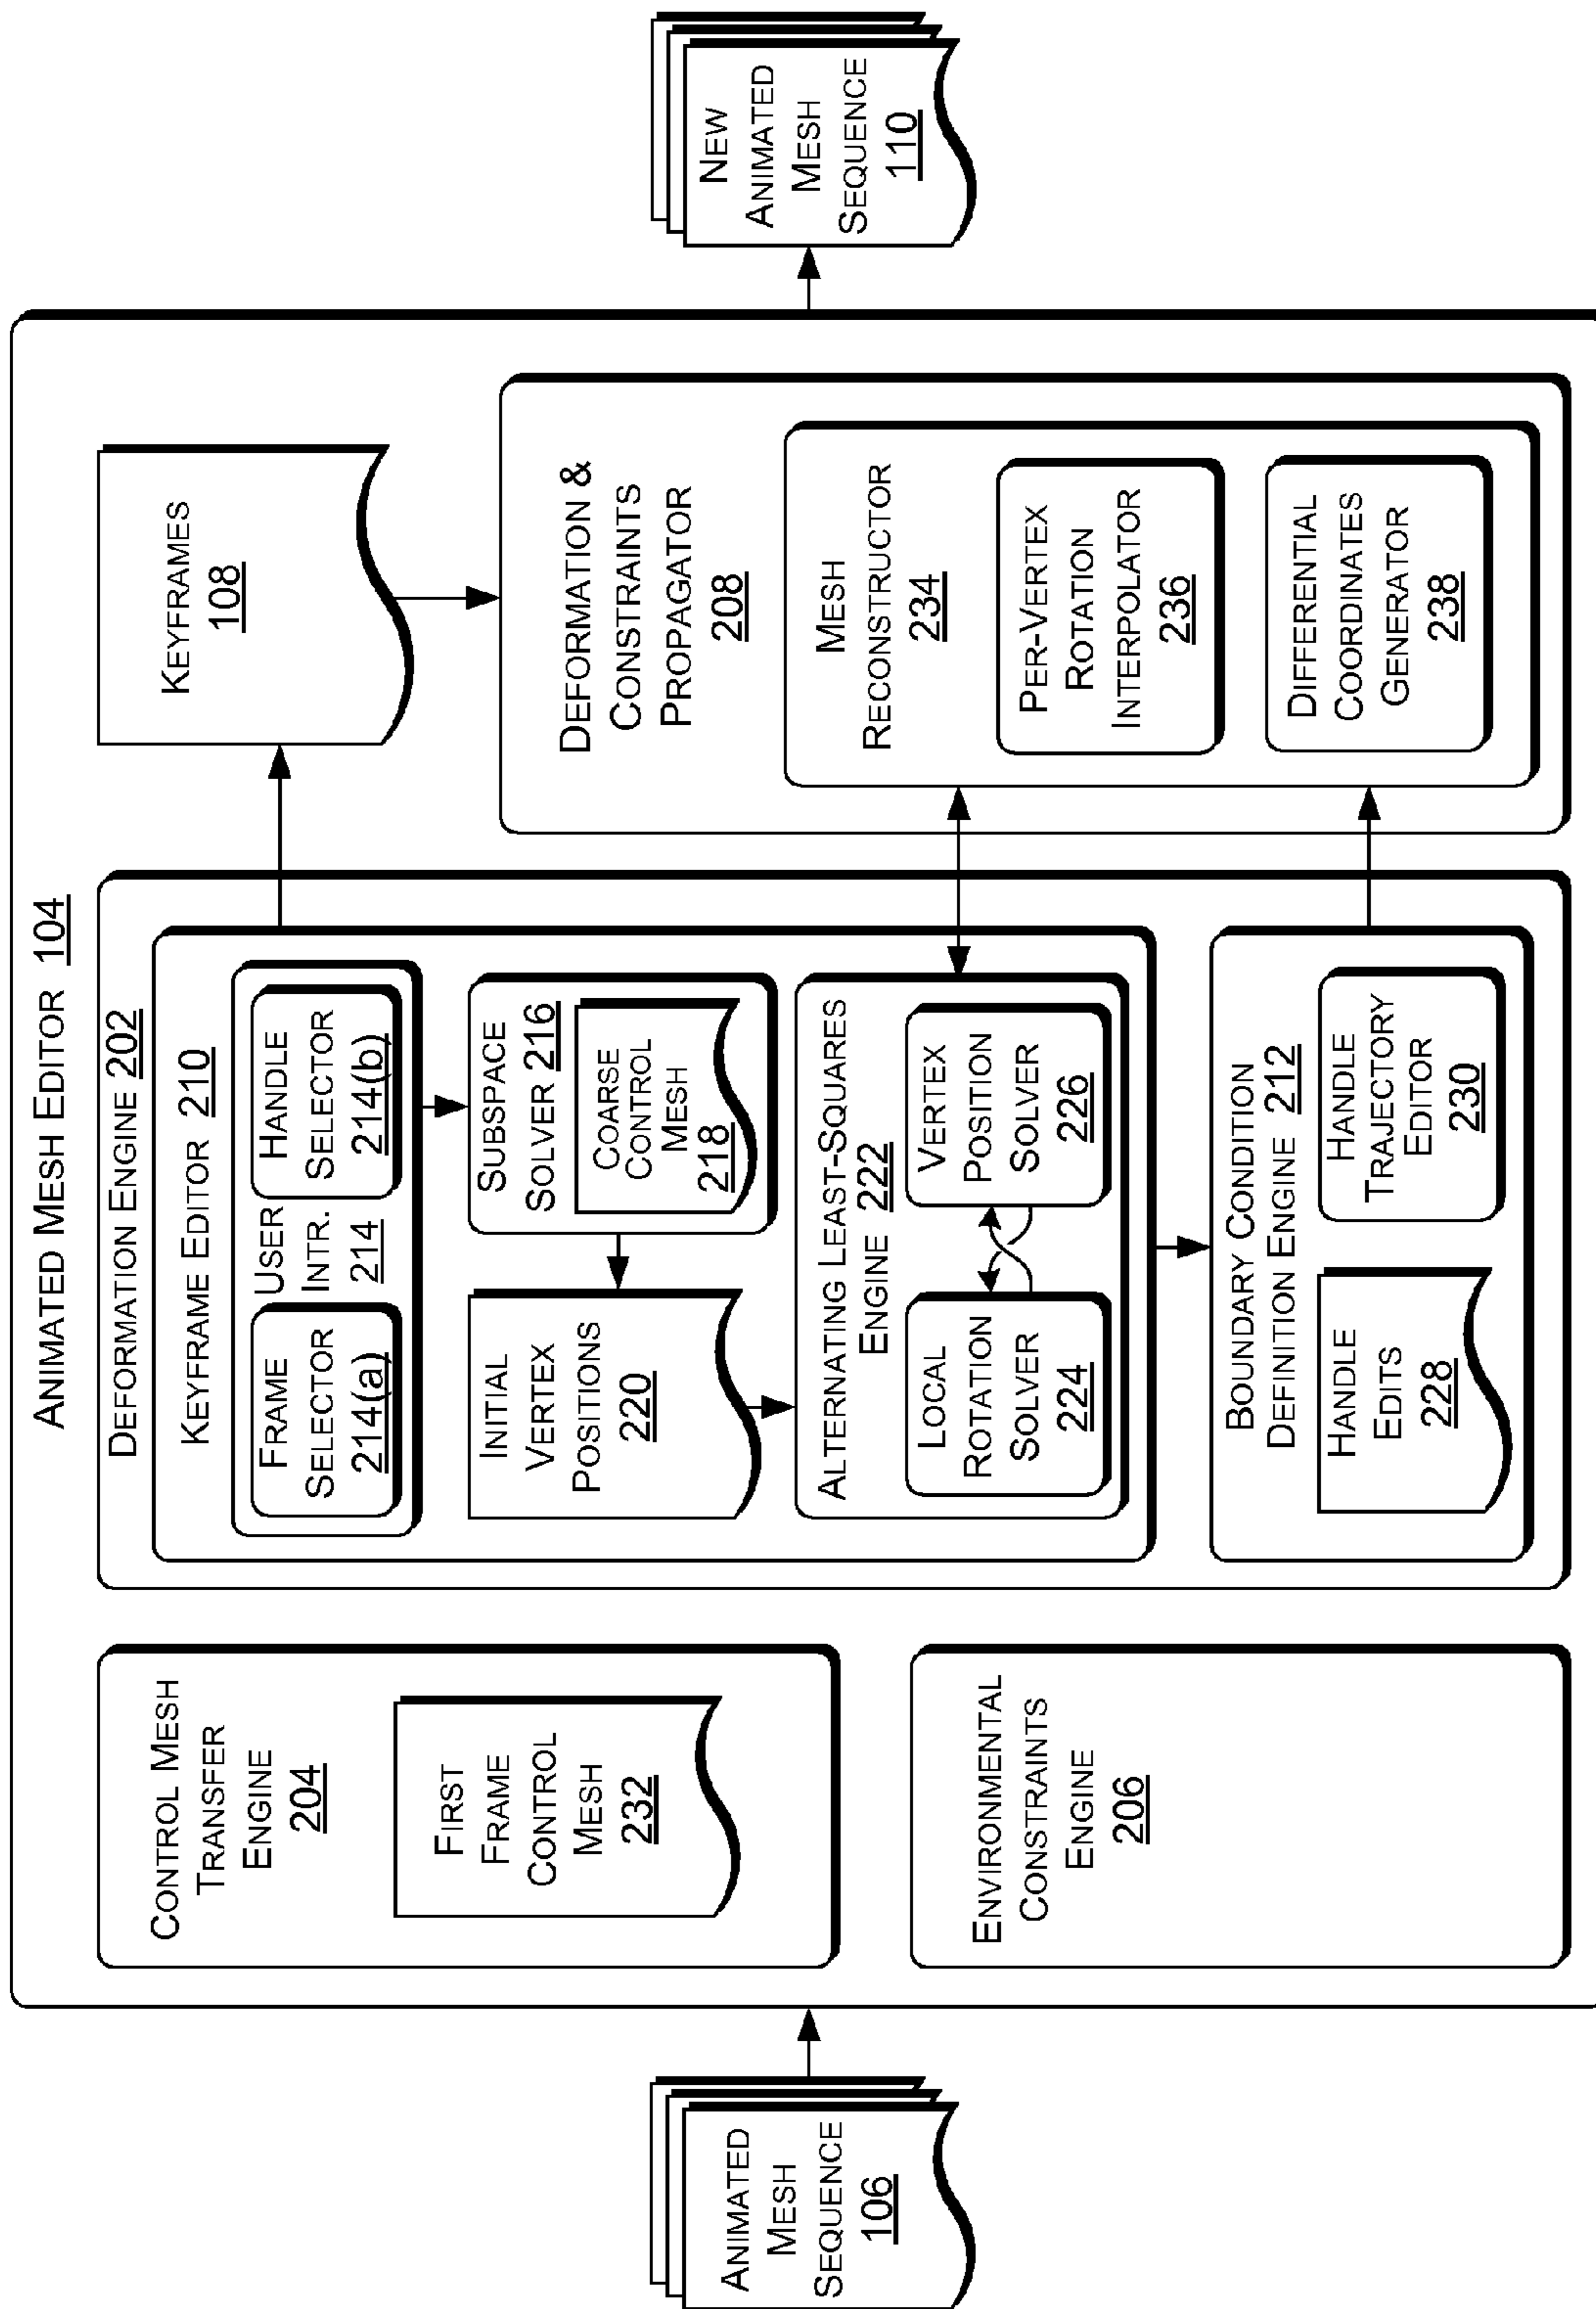 ANIMATED MESH EDITOR 104
ANIMATED
MESH
SEQUENCE
106
CONTROL MESH
TRANSFER
ENGINE
204
FIRST
FRAME
CONTROL
MESH
232
ENVIRONMENTAL
CONSTRAINTS
ENGINE
206
DEFORMATION ENGINE 202
KEYFRAME EDITOR 210
FRAME
SELECTOR
214(a)
USER
INTR.
214
HANDLE
SELECTOR
214(b)
SUBSPACE
SOLVER 216
COARSE
CONTROL
MESH
218
INITIAL
VERTEX
POSITIONS
220
ALTERNATING LEAST-SQUARES
ENGINE 222
LOCAL
ROTATION
SOLVER
224
VERTEX
POSITION
SOLVER
226
BOUNDARY CONDITION
DEFINITION ENGINE 212
HANDLE
EDITS
228
HANDLE
TRAJECTORY
EDITOR
230
KEYFRAMES
108
DEFORMATION &
CONSTRAINTS
PROPAGATOR
208
MESH
RECONSTRUCTOR
234
PER-VERTEX
ROTATION
INTERPOLATOR
236
DIFFERENTIAL
COORDINATES
GENERATOR
238
NEW
ANIMATED
MESH
SEQUENCE
110